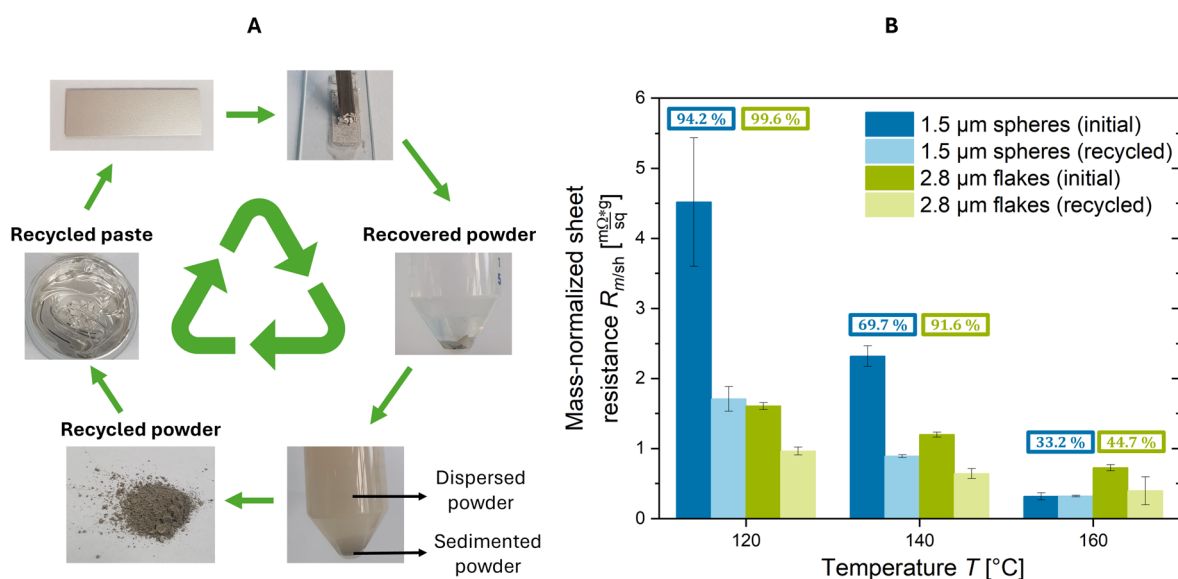 A
Recycled paste
Recovered powder
Recycled powder
Dispersed
powder
Sedimented
powder
B
Mass-normalized sheet
resistance R_m/sh [mΩ*g/sq]
6
5
4
3
2
1
0
94.2 %
99.6 %
1.5 µm spheres (initial)
1.5 µm spheres (recycled)
2.8 µm flakes (initial)
2.8 µm flakes (recycled)
69.7 %
91.6 %
33.2 %
44.7 %
120
140
160
Temperature T [°C]